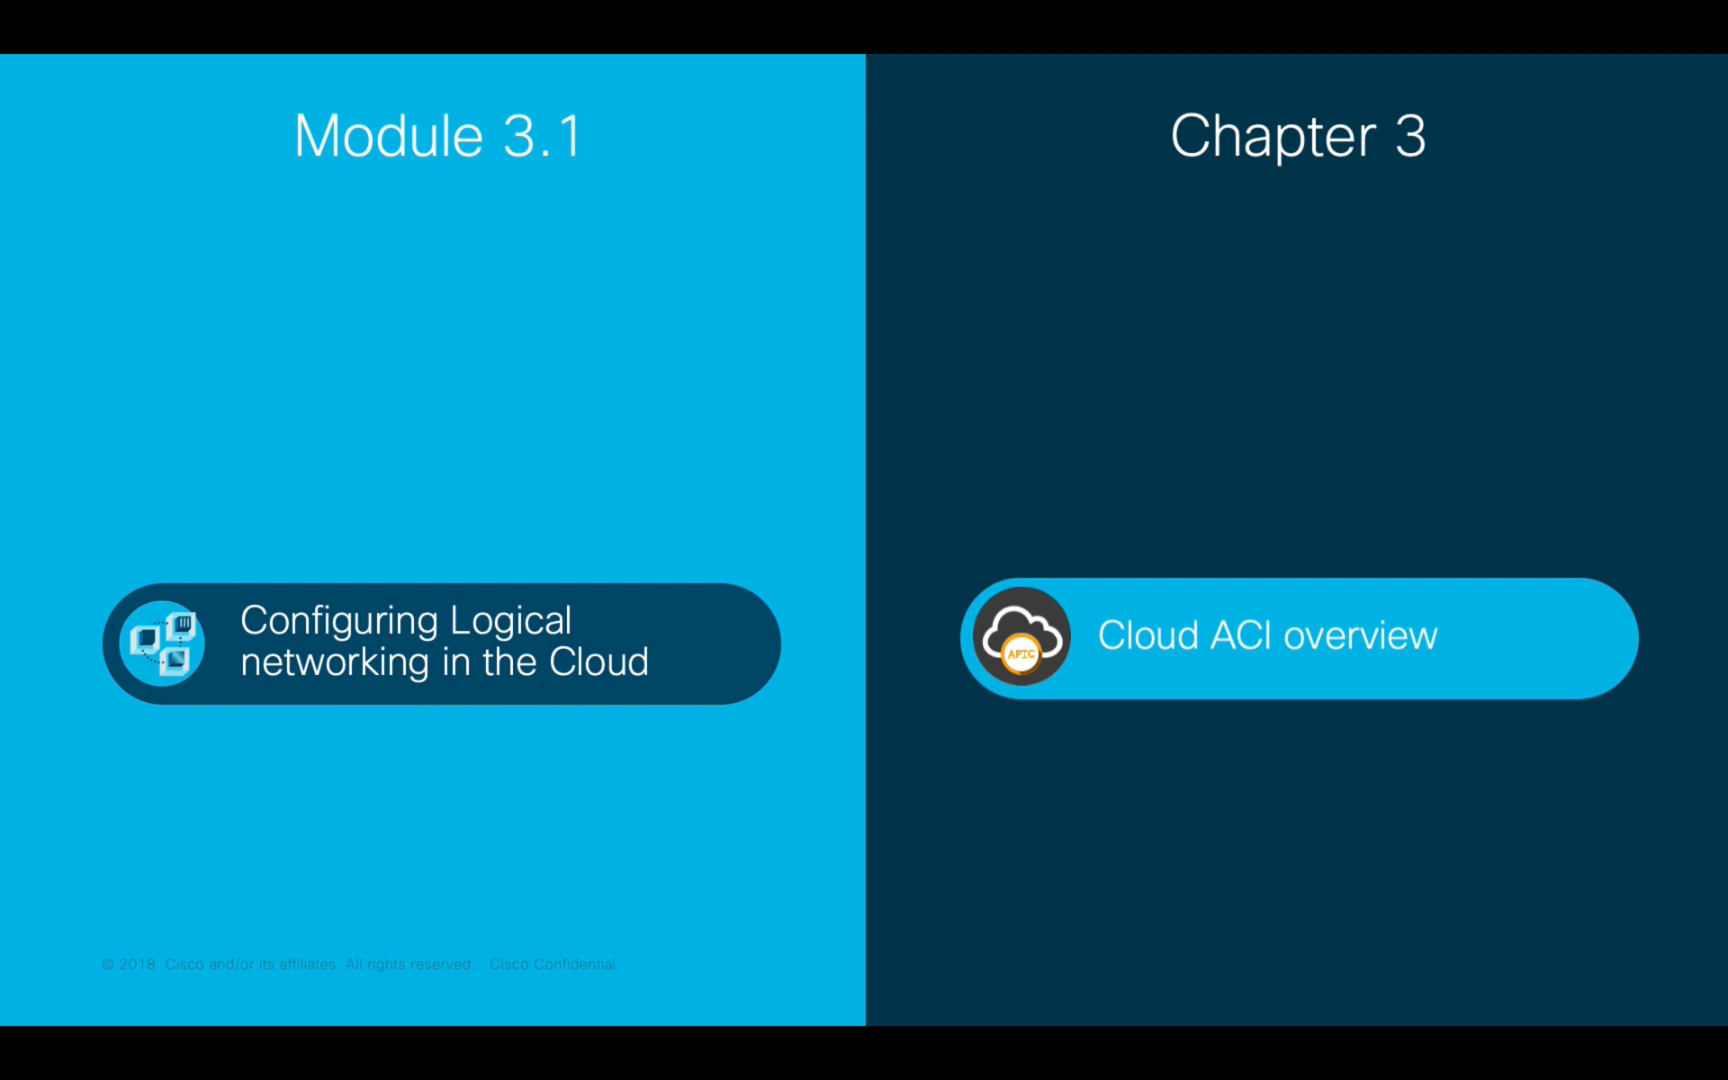 Module 3.1
Configuring Logical
networking in the Cloud
© 2018 Cisco and/or its affiliates. All rights reserved. Cisco Confidential
Chapter 3
APIC
Cloud ACI overview